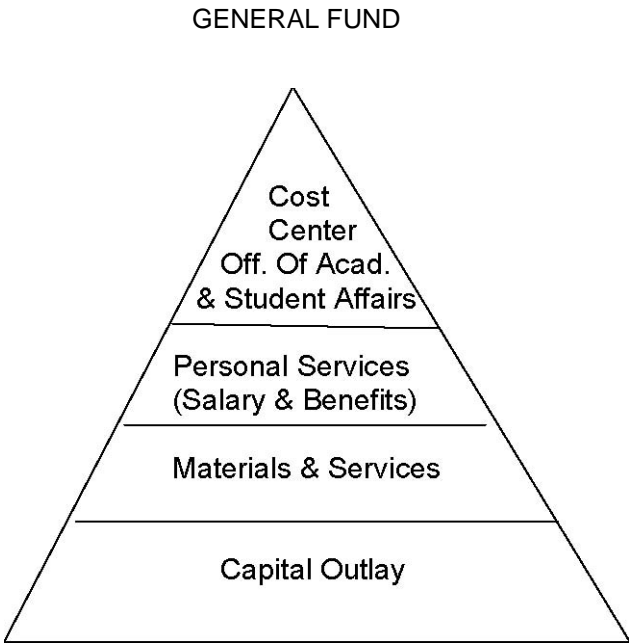 GENERAL FUND
Cost
Center
Off. Of Acad.
& Student Affairs
Personal Services
(Salary & Benefits)
Materials & Services
Capital Outlay